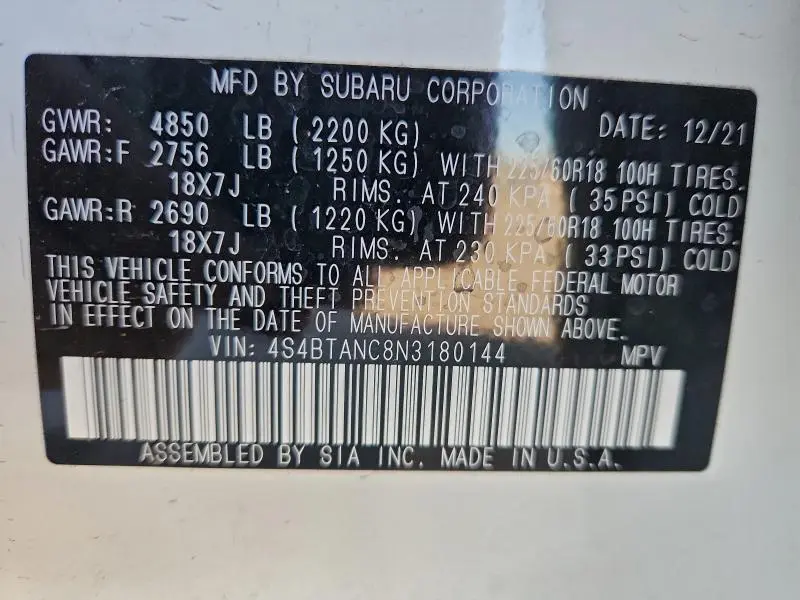 MFD BY SUBARU CORPORATION
GVWR: 4850 LB (2200 KG) DATE: 12/21
GAWR:F 2756 LB (1250 KG) WITH 225/60R18 100H TIRES.
18X7J RIMS. AT 240 KPA (35 PSI) COLD
GAWR:R 2690 LB (1220 KG) WITH 225/60R18 100H TIRES.
18X7J RIMS. AT 230 KPA (33 PSI) COLD
THIS VEHICLE CONFORMS TO ALL APPLICABLE FEDERAL MOTOR
VEHICLE SAFETY AND THEFT PREVENTION STANDARDS
IN EFFECT ON THE DATE OF MANUFACTURE SHOWN ABOVE.
VIN: 4S4BTANC8N3180144 MPV
ASSEMBLED BY SIA INC. MADE IN U.S.A.